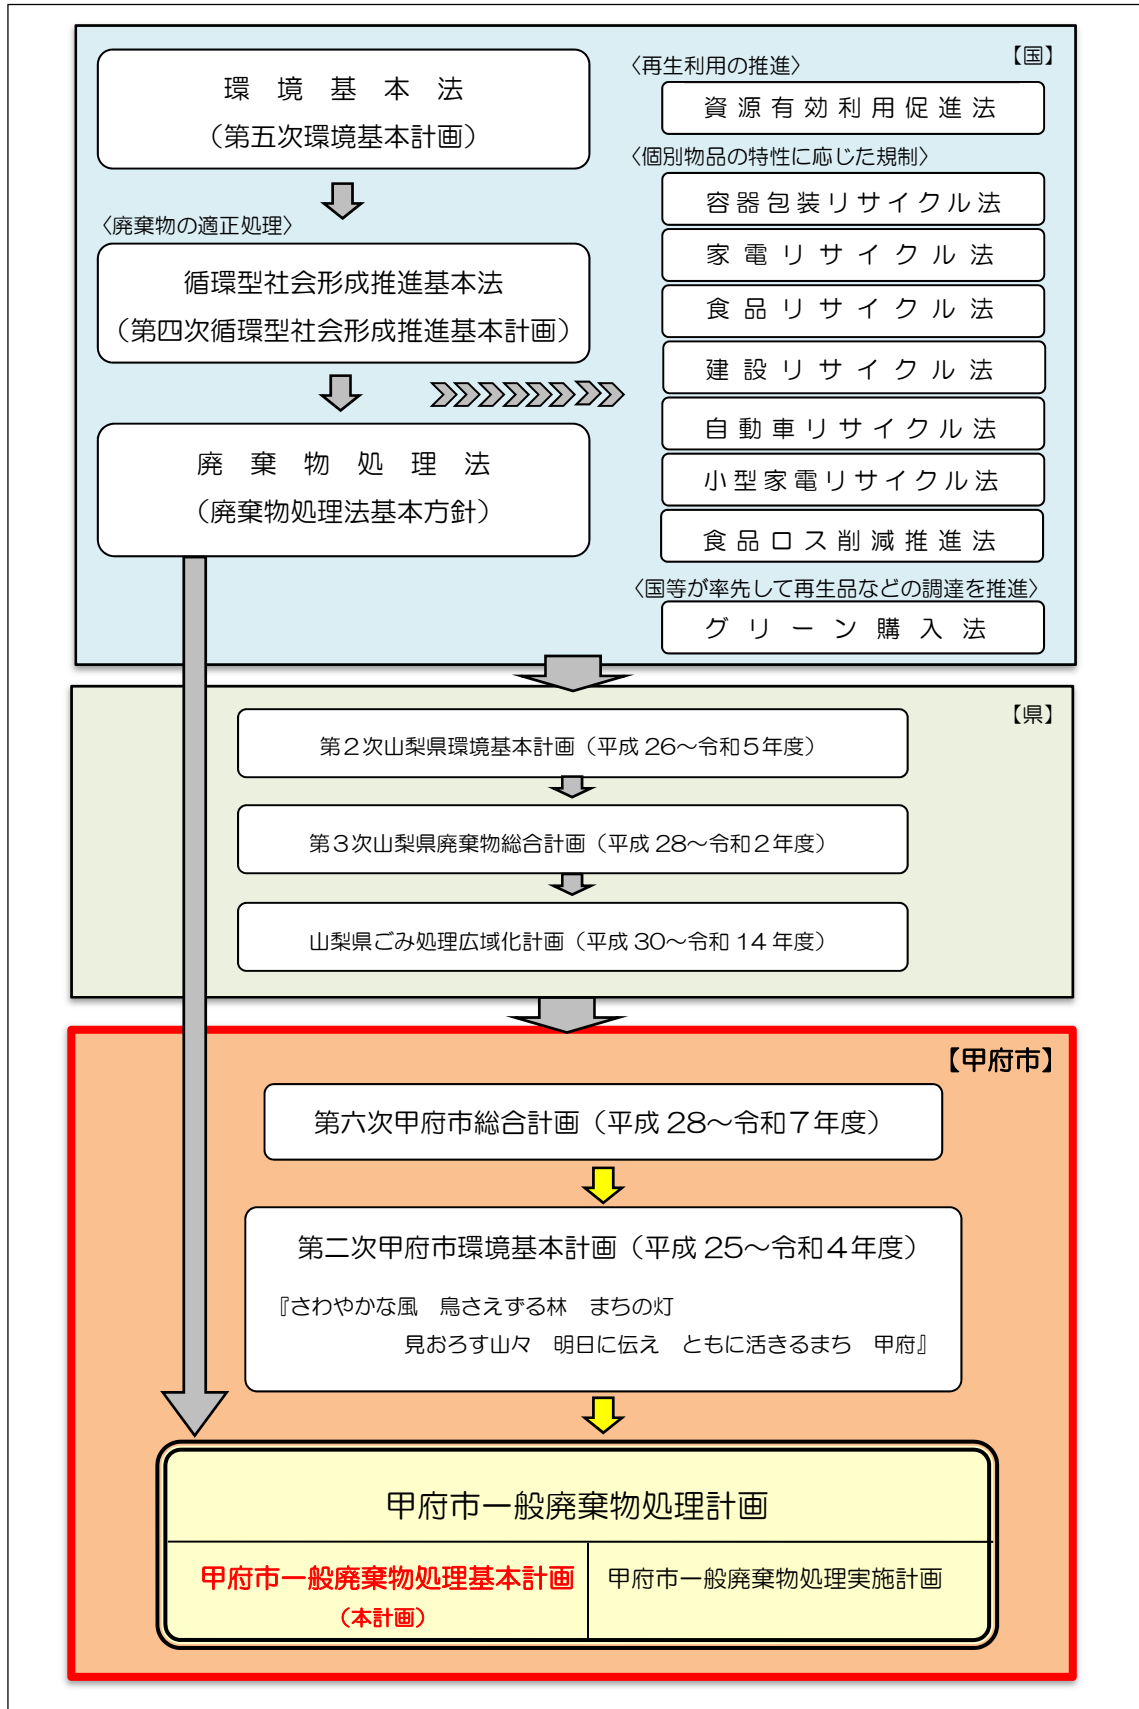 【国】
環境基本法
（第五次環境基本計画）
〈廃棄物の適正処理〉
循環型社会形成推進基本法
（第四次循環型社会形成推進基本計画）
廃棄物処理法
（廃棄物処理法基本方針）
〈再生利用の推進〉
資源有効利用促進法
〈個別物品の特性に応じた規制〉
容器包装リサイクル法
家電リサイクル法
食品リサイクル法
建設リサイクル法
自動車リサイクル法
小型家電リサイクル法
食品ロス削減推進法
〈国等が率先して再生品などの調達を推進〉
グリーン購入法
【県】
第２次山梨県環境基本計画（平成26～令和５年度）
第３次山梨県廃棄物総合計画（平成28～令和２年度）
山梨県ごみ処理広域化計画（平成30～令和14年度）
【甲府市】
第六次甲府市総合計画（平成28～令和７年度）
第二次甲府市環境基本計画（平成25～令和４年度）
『さわやかな風　鳥さえずる林　まちの灯
見おろす山々　明日に伝え　ともに活きるまち　甲府』
甲府市一般廃棄物処理計画
甲府市一般廃棄物処理基本計画
（本計画）
甲府市一般廃棄物処理実施計画